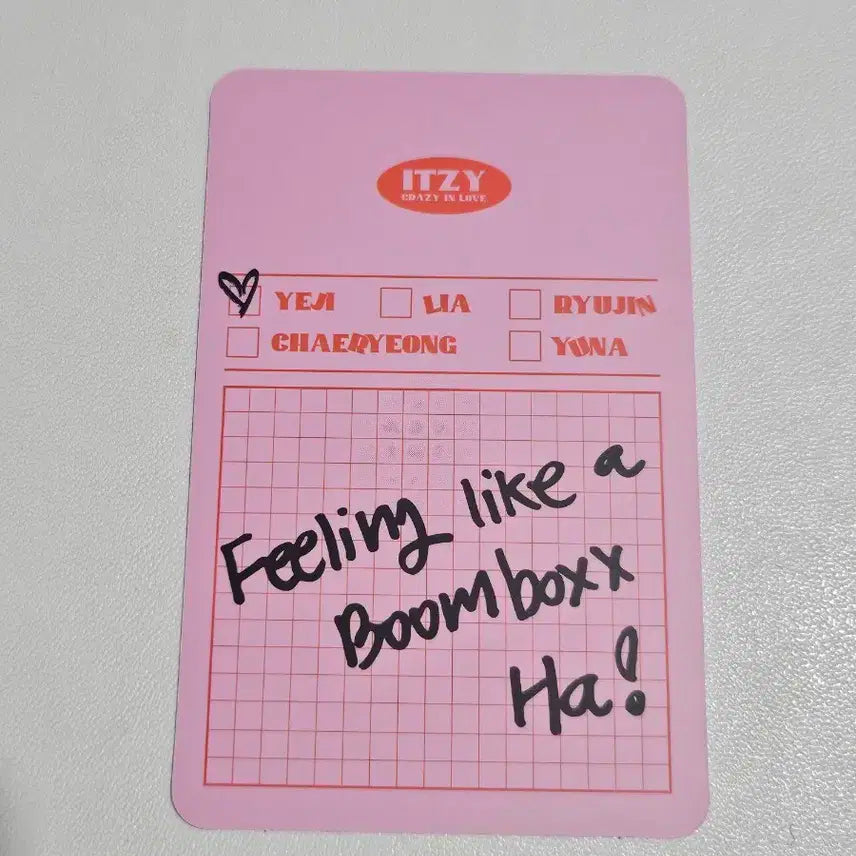 ITZY
CRAZY IN LOVE
YEJI LIA RYUJIN
CHAERYEONG YUNA
Feeling like a
Boomboxx
Ha!